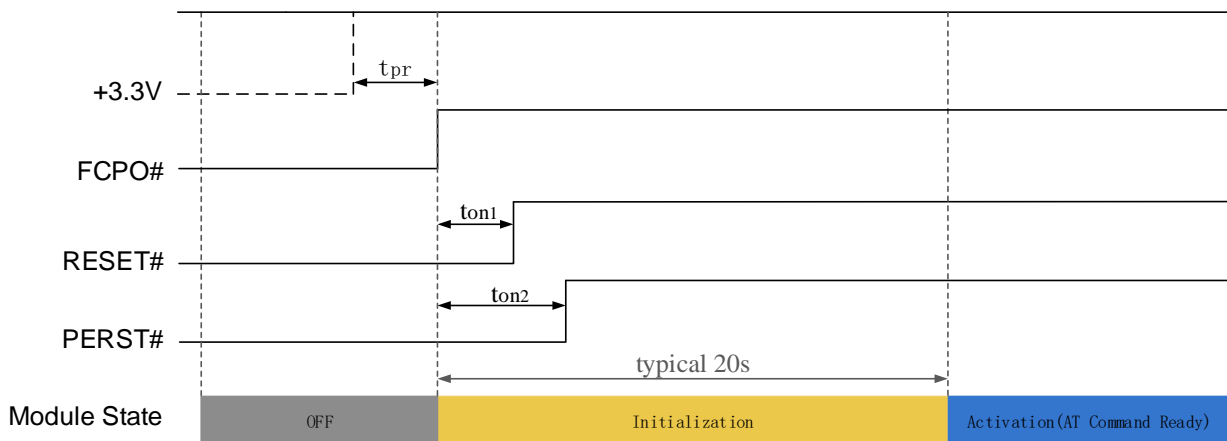 tpr
+3.3V
FCPO#
ton1
RESET#
ton2
PERST#
typical 20s
Module State
OFF
Initialization
Activation(AT Command Ready)